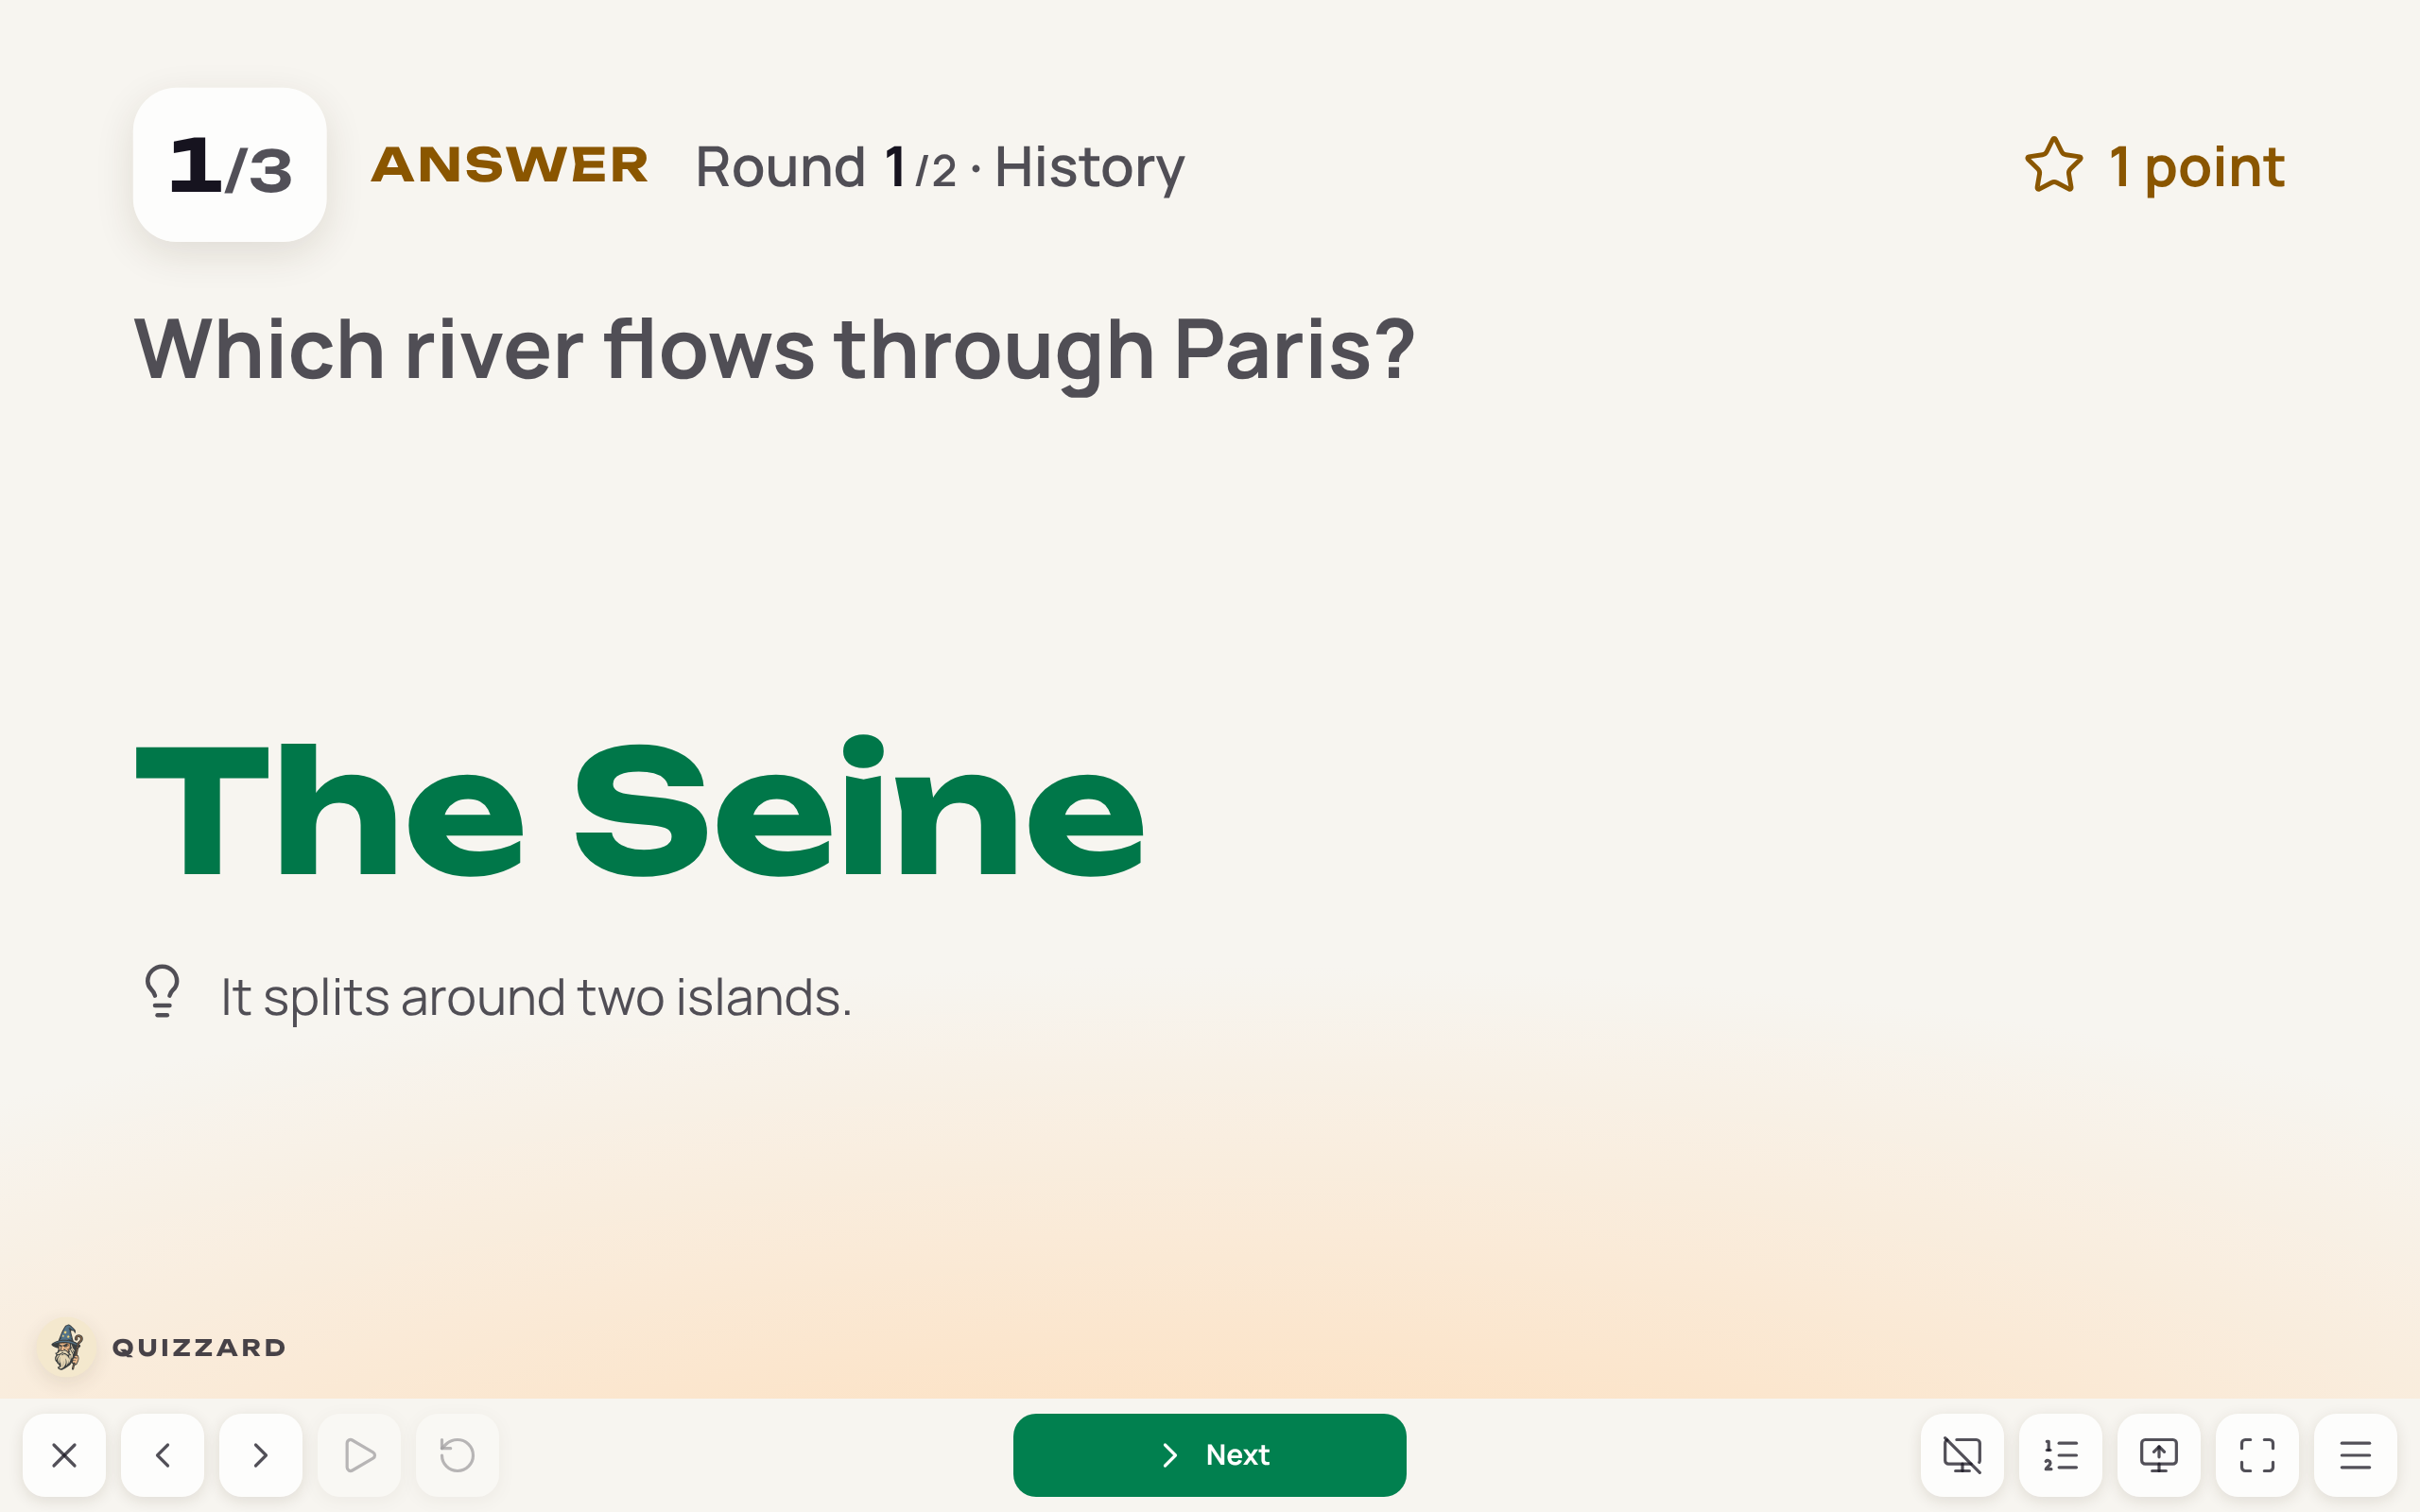 1/3 ANSWER Round 1/2 · History 1 point
Which river flows through Paris?
The Seine
It splits around two islands.
QUIZZARD
Next